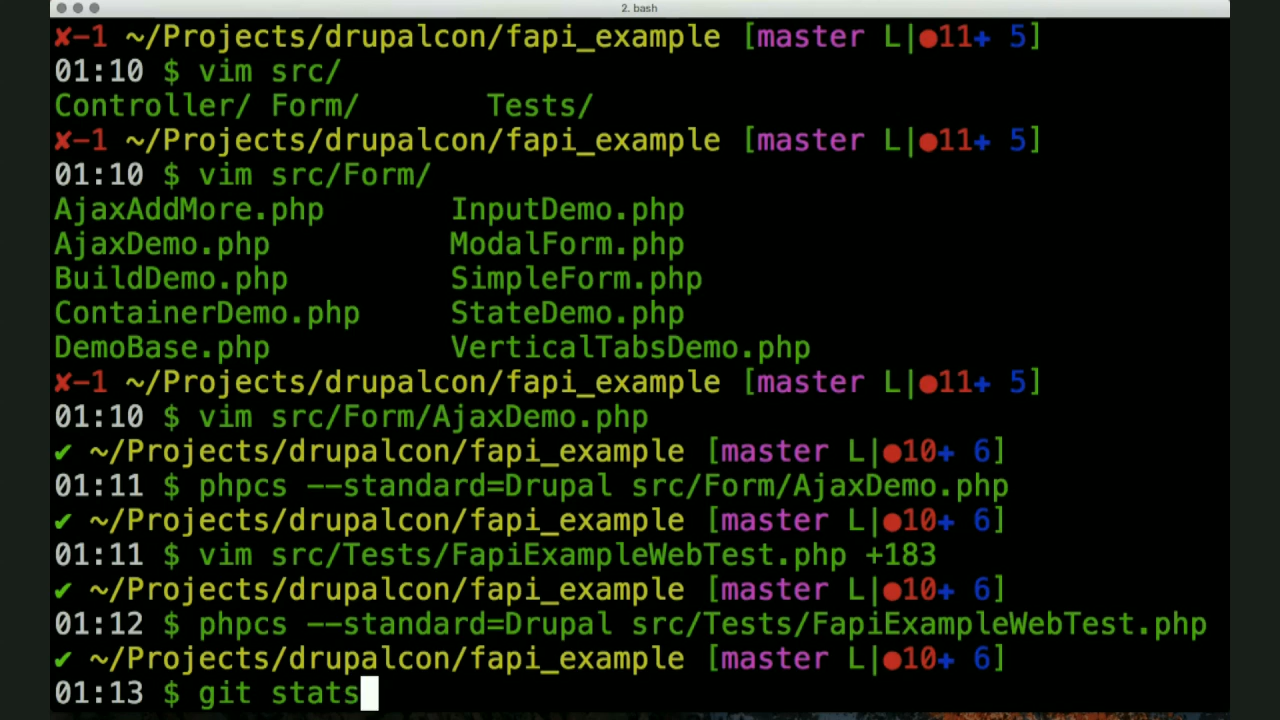 2. bash
✘-1 ~/Projects/drupalcon/fapi_example [master L|●11✚ 5]
01:10 $ vim src/
Controller/ Form/ Tests/
✘-1 ~/Projects/drupalcon/fapi_example [master L|●11✚ 5]
01:10 $ vim src/Form/
AjaxAddMore.php InputDemo.php
AjaxDemo.php ModalForm.php
BuildDemo.php SimpleForm.php
ContainerDemo.php StateDemo.php
DemoBase.php VerticalTabsDemo.php
✘-1 ~/Projects/drupalcon/fapi_example [master L|●11✚ 5]
01:10 $ vim src/Form/AjaxDemo.php
✔ ~/Projects/drupalcon/fapi_example [master L|●10✚ 6]
01:11 $ phpcs --standard=Drupal src/Form/AjaxDemo.php
✔ ~/Projects/drupalcon/fapi_example [master L|●10✚ 6]
01:11 $ vim src/Tests/FapiExampleWebTest.php +183
✔ ~/Projects/drupalcon/fapi_example [master L|●10✚ 6]
01:12 $ phpcs --standard=Drupal src/Tests/FapiExampleWebTest.php
✔ ~/Projects/drupalcon/fapi_example [master L|●10✚ 6]
01:13 $ git stats